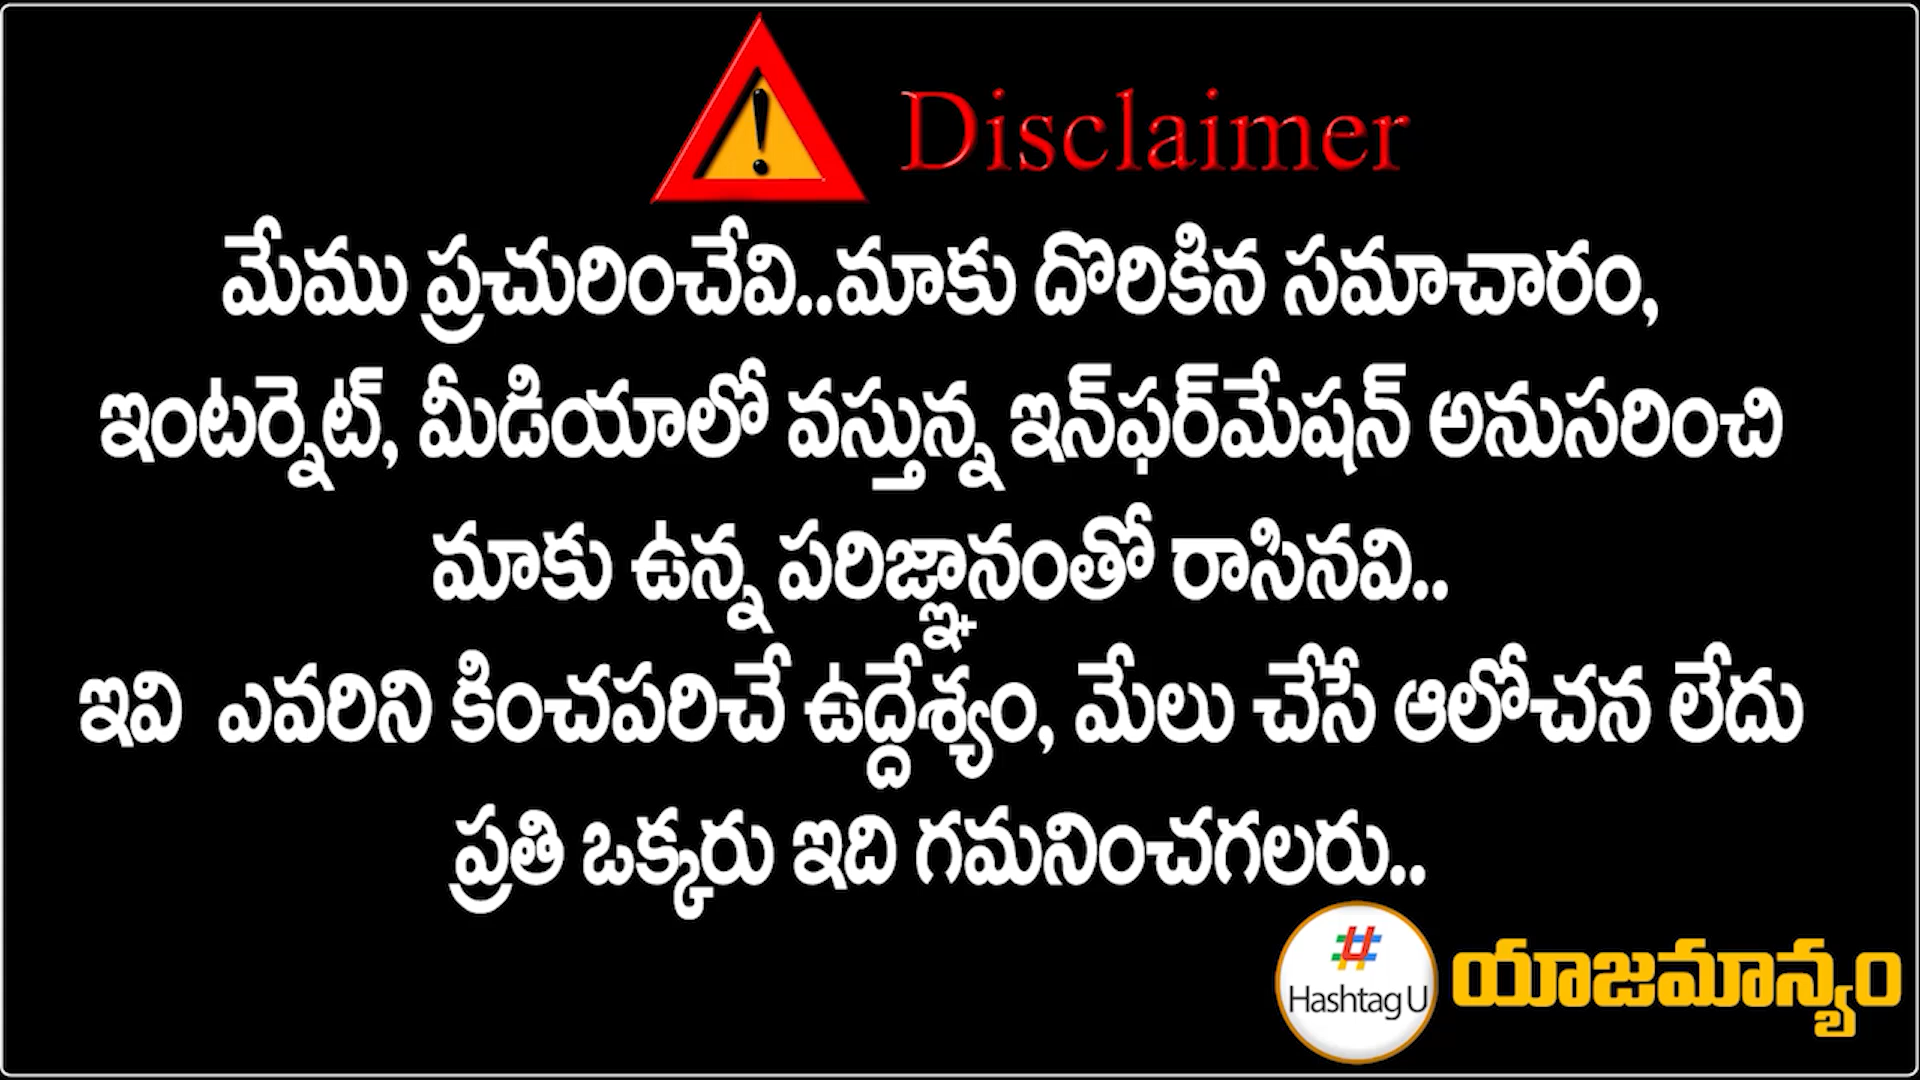 Disclaimer
మేము ప్రచురించేవి..మాకు దొరికిన సమాచారం,
ఇంటర్నెట్, మీడియాలో వస్తున్న ఇన్‌ఫర్‌మేషన్ అనుసరించి
మాకు ఉన్న పరిజ్ఞానంతో రాసినవి..
ఇవి ఎవరిని కించపరిచే ఉద్దేశ్యం, మేలు చేసే ఆలోచన లేదు
ప్రతి ఒక్కరు ఇది గమనించగలరు..
Hashtag U యాజమాన్యం